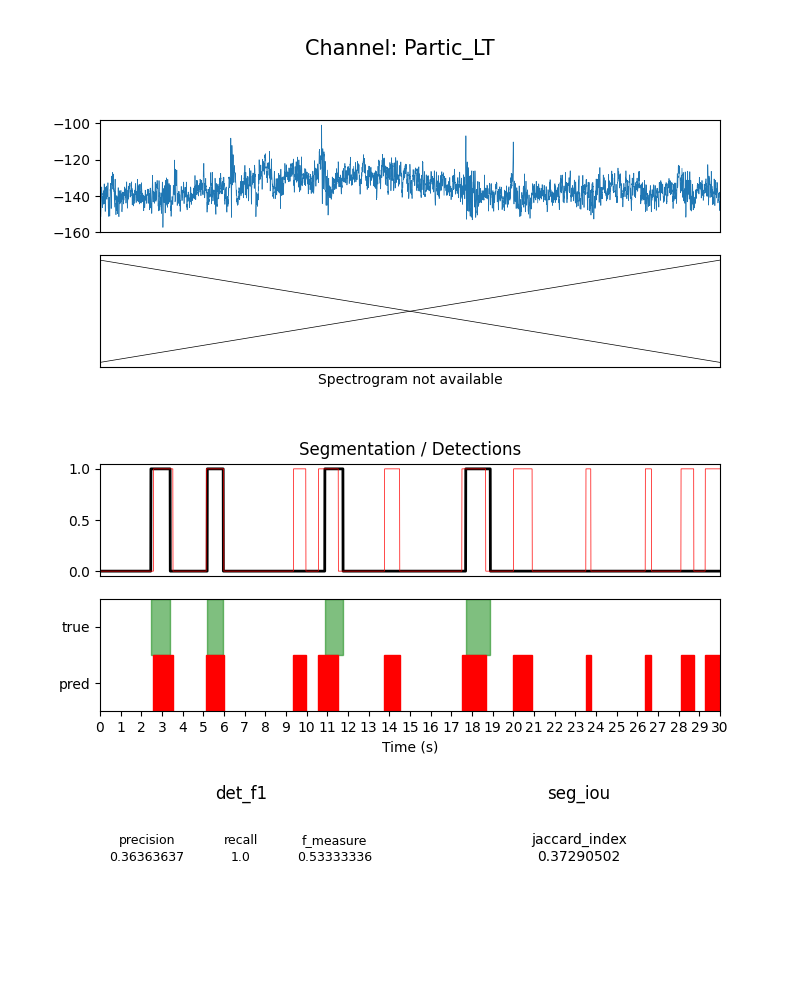 Channel: Partic_LT
−100
−120
−140
−160
Spectrogram not available
Segmentation / Detections
1.0
0.5
0.0
true
pred
0 1 2 3 4 5 6 7 8 9 10 11 12 13 14 15 16 17 18 19 20 21 22 23 24 25 26 27 28 29 30
Time (s)
det_f1 seg_iou
precision recall f_measure jaccard_index
0.36363637 1.0 0.53333336 0.37290502